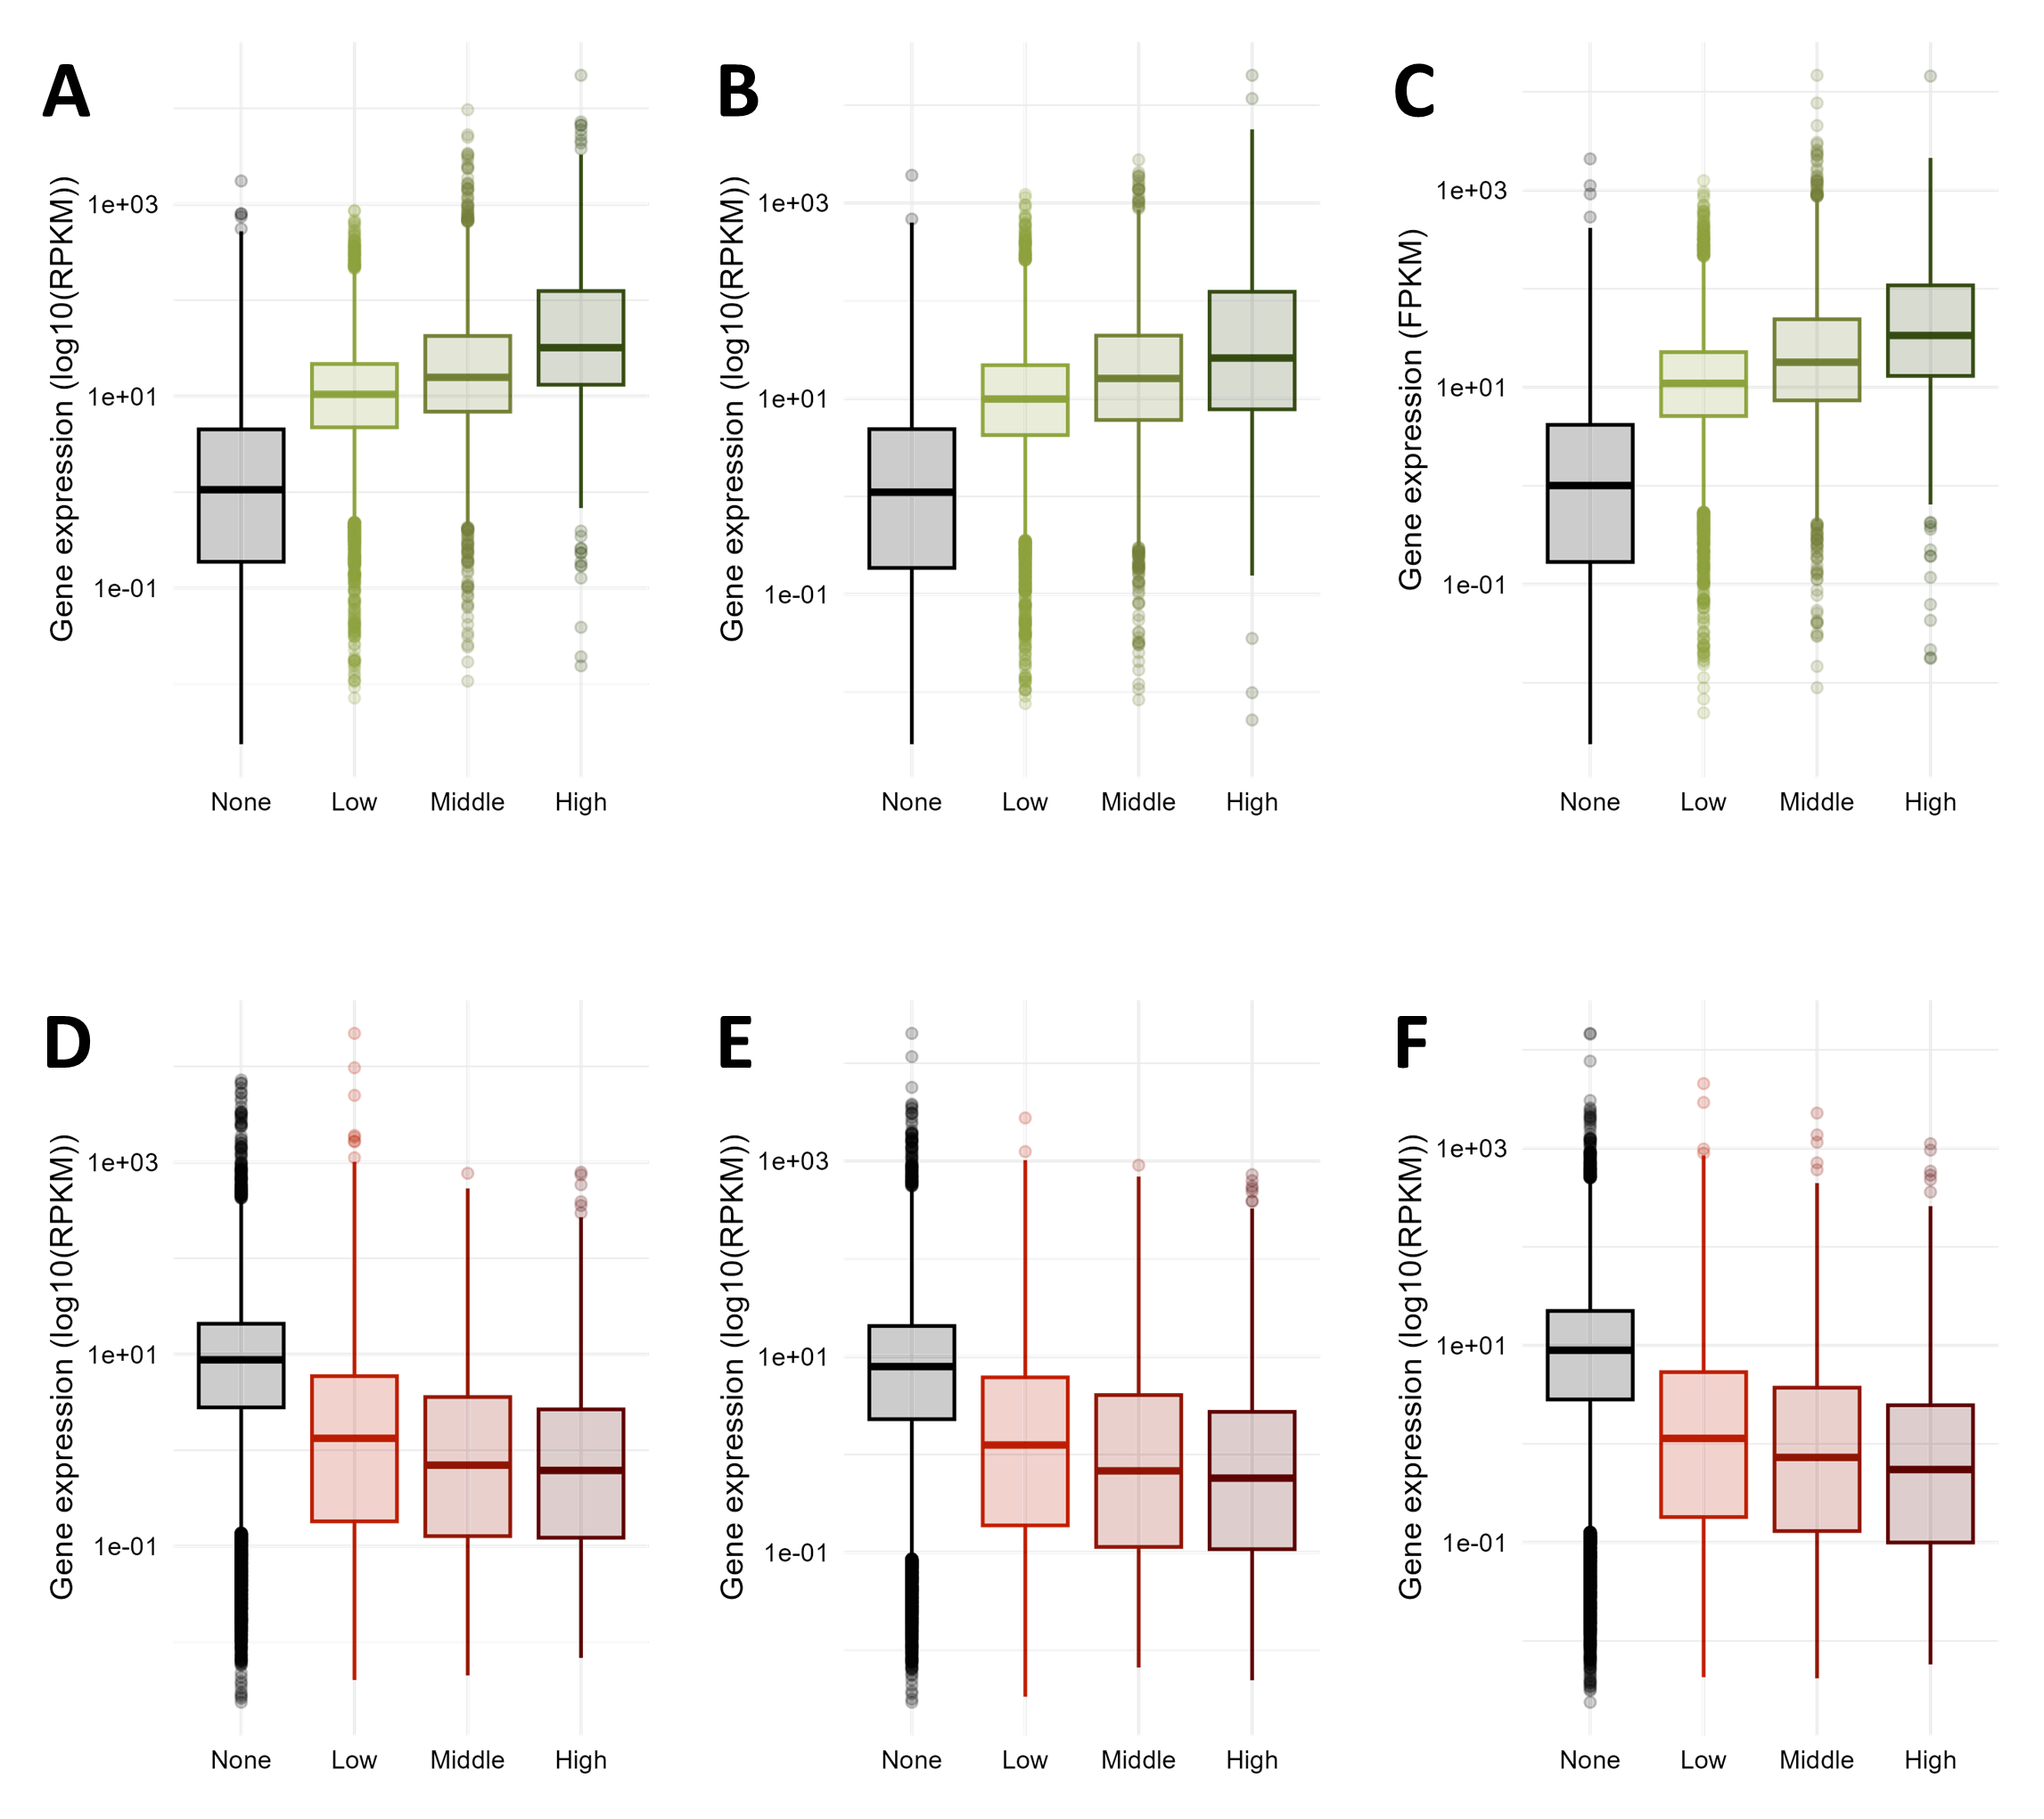 A
Gene expression (log10(RPKM))
1e+03
1e+01
1e-01
None Low Middle High
B
Gene expression (log10(RPKM))
1e+03
1e+01
1e-01
None Low Middle High
C
Gene expression (FPKM)
1e+03
1e+01
1e-01
None Low Middle High
D
Gene expression (log10(RPKM))
1e+03
1e+01
1e-01
None Low Middle High
E
Gene expression (log10(RPKM))
1e+03
1e+01
1e-01
None Low Middle High
F
Gene expression (log10(RPKM))
1e+03
1e+01
1e-01
None Low Middle High